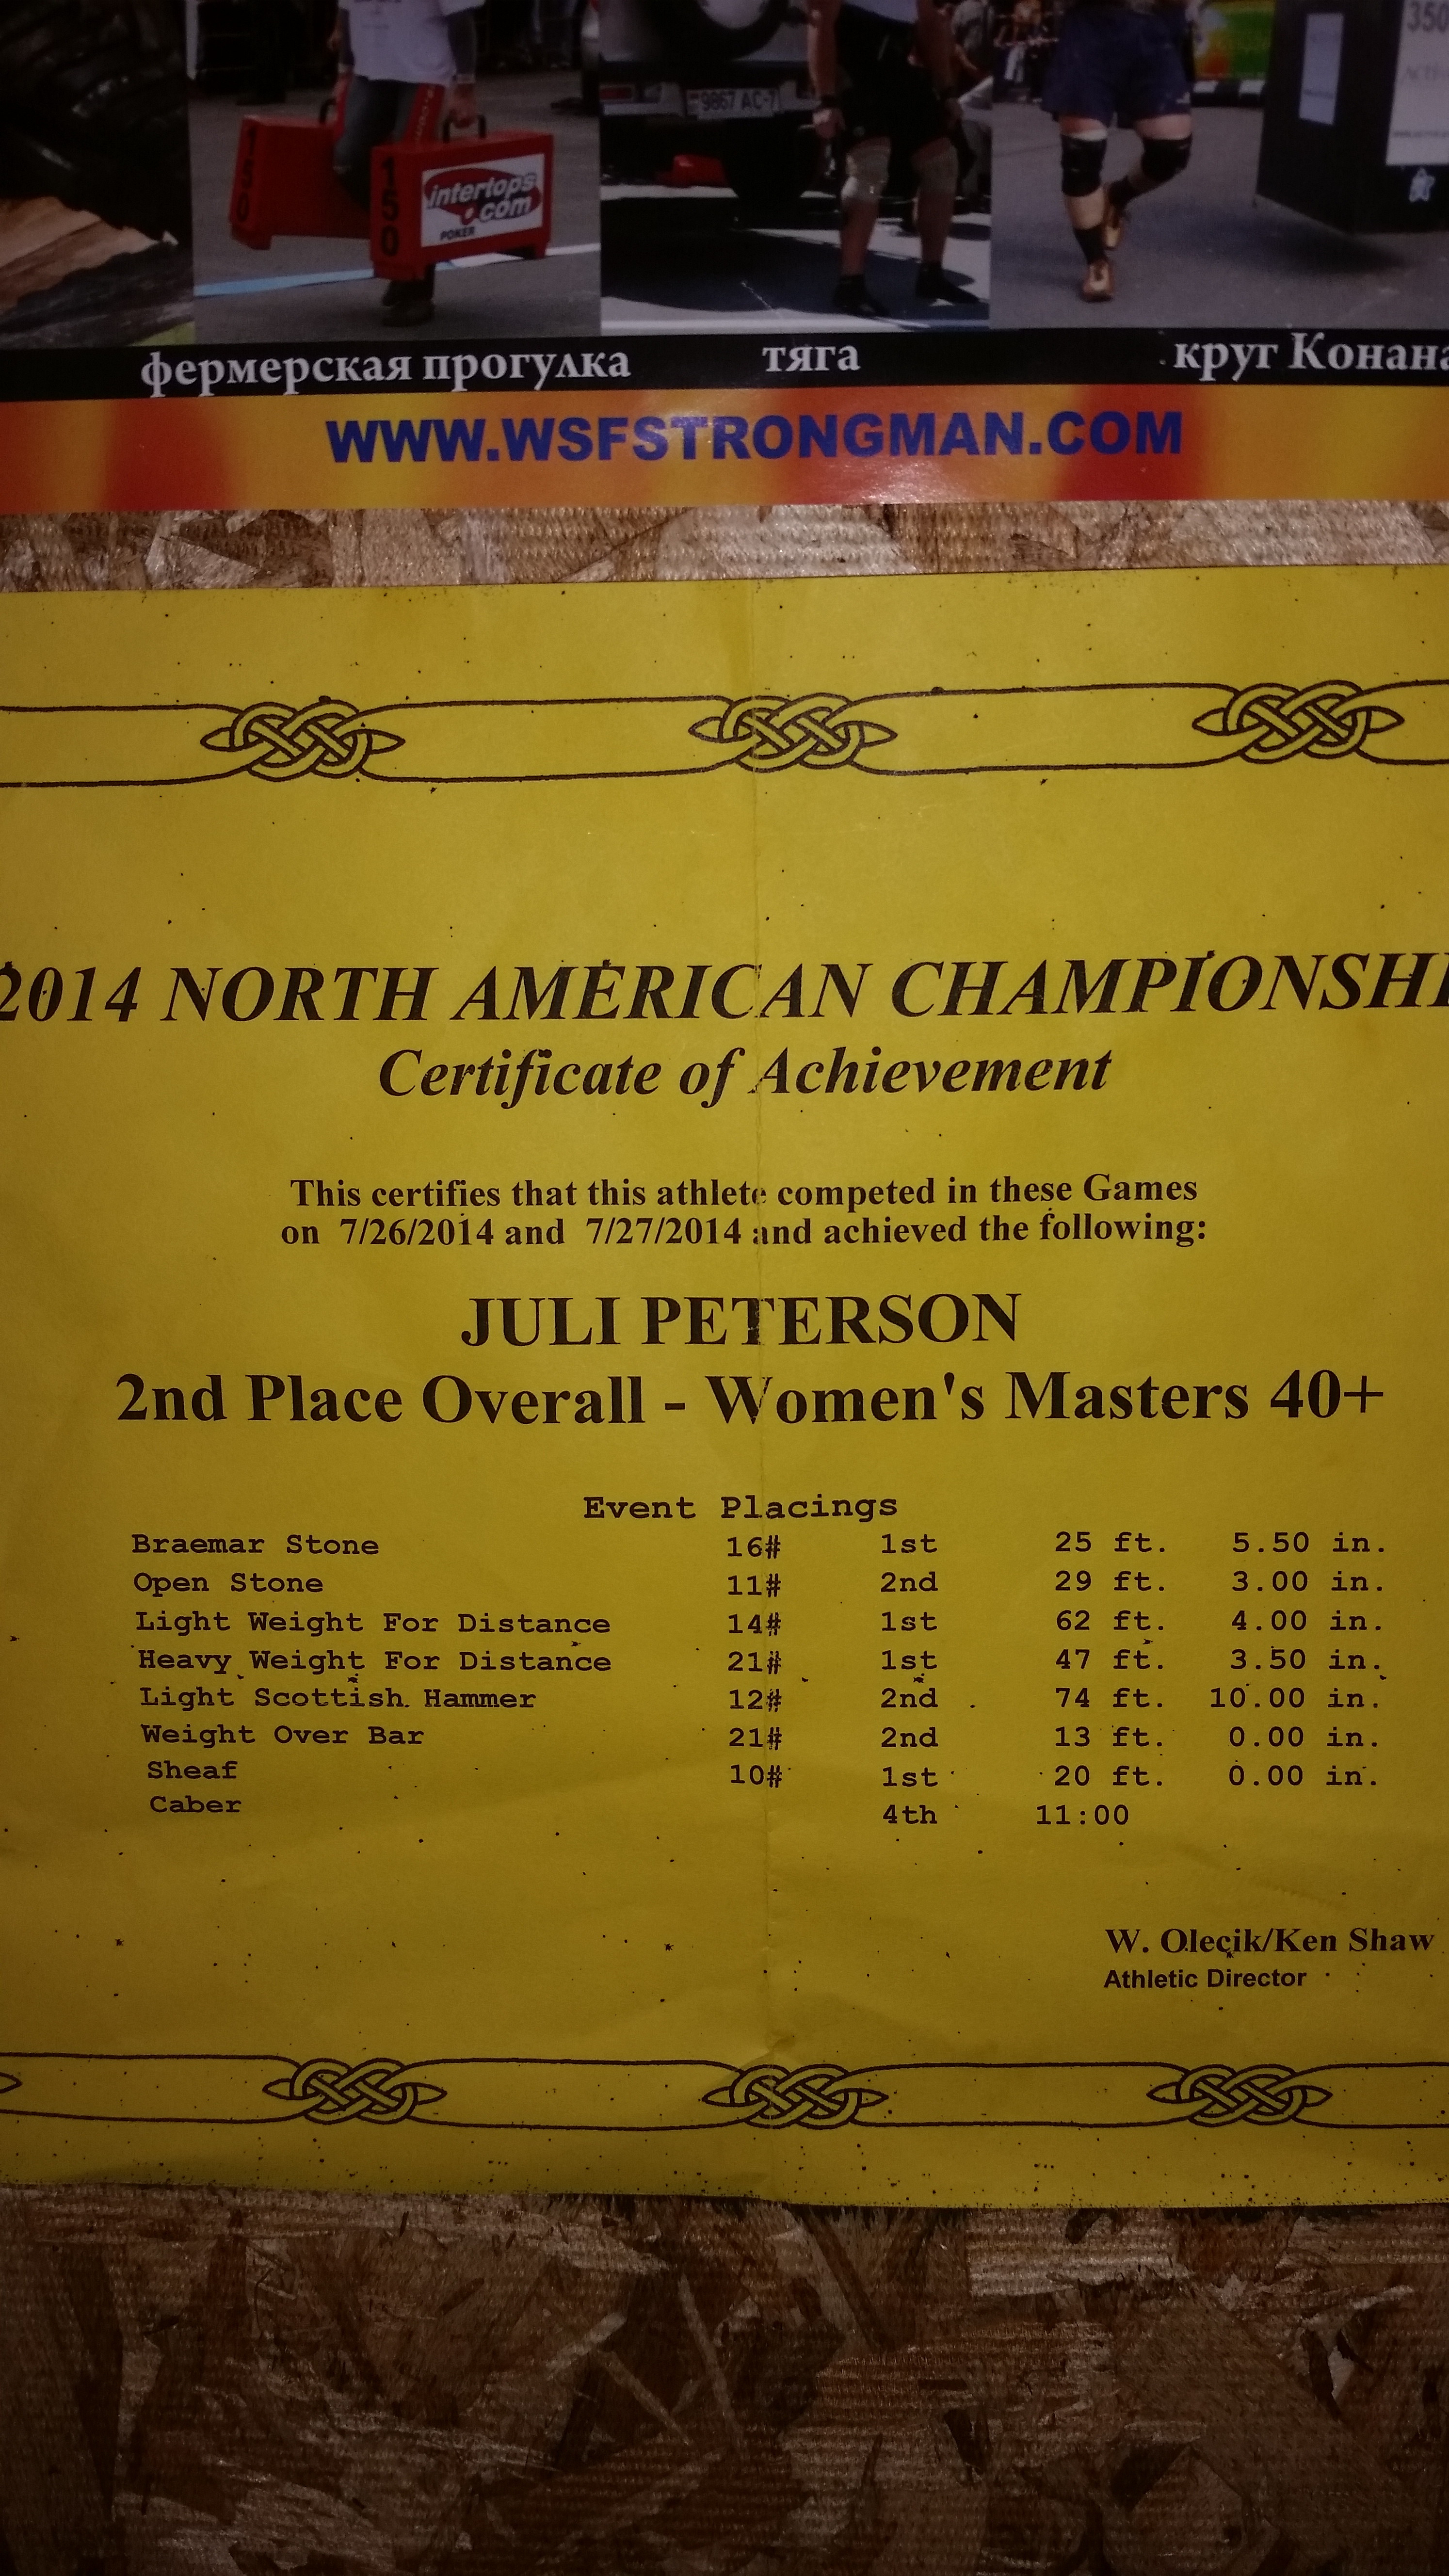 150
150
intertops
.com
POKER
9867 AC-7
350
фермерская прогулка тяга круг Конана
WWW.WSFSTRONGMAN.COM
2014 NORTH AMERICAN CHAMPIONSHI
Certificate of Achievement
This certifies that this athlete competed in these Games
on 7/26/2014 and 7/27/2014 and achieved the following:
JULI PETERSON
2nd Place Overall - Women's Masters 40+
Event Placings
Braemar Stone 16# 1st 25 ft. 5.50 in.
Open Stone 11# 2nd 29 ft. 3.00 in.
Light Weight For Distance 14# 1st 62 ft. 4.00 in.
Heavy Weight For Distance 21# 1st 47 ft. 3.50 in.
Light Scottish Hammer 12# 2nd 74 ft. 10.00 in.
Weight Over Bar 21# 2nd 13 ft. 0.00 in.
Sheaf 10# 1st 20 ft. 0.00 in.
Caber 4th 11:00
W. Olecik/Ken Shaw
Athletic Director